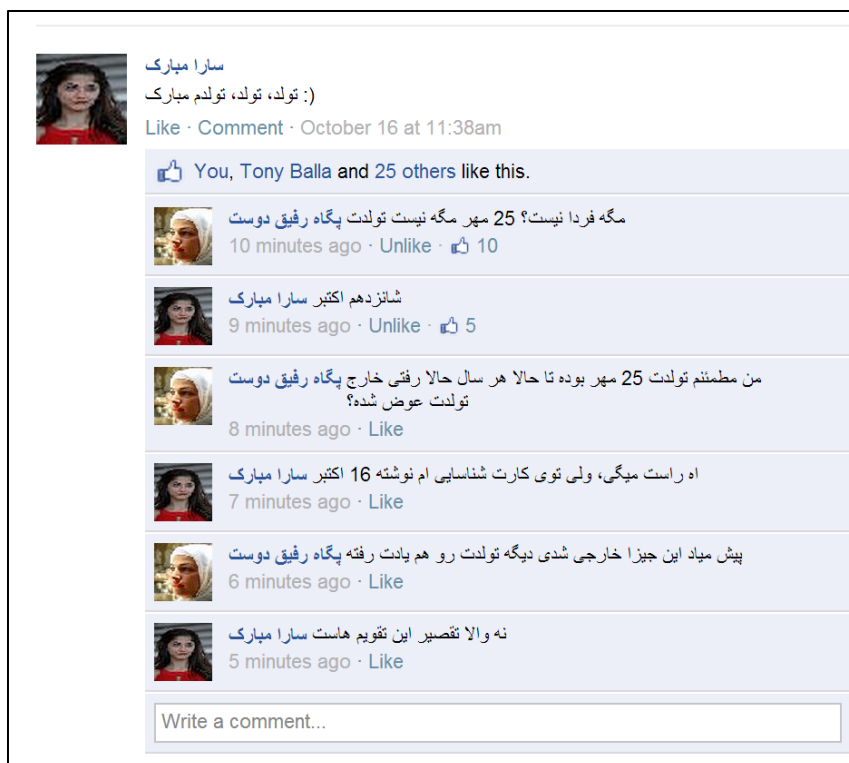 سارا مبارک
تولد، تولد، تولدم مبارک :)
Like · Comment · October 16 at 11:38am
You, Tony Balla and 25 others like this.
پگاه رفیق دوست مگه فردا نیست؟ 25 مهر مگه نیست تولدت
10 minutes ago · Unlike · 10
سارا مبارک شانزدهم اکتبر
9 minutes ago · Unlike · 5
پگاه رفیق دوست من مطمئنم تولدت 25 مهر بوده تا حالا هر سال حالا رفتی خارج
تولدت عوض شده؟
8 minutes ago · Like
سارا مبارک اه راست میگی، ولی توی کارت شناسایی ام نوشته 16 اکتبر
7 minutes ago · Like
پگاه رفیق دوست پیش میاد این جیزا خارجی شدی دیگه تولدت رو هم یادت رفته
6 minutes ago · Like
سارا مبارک نه والا تقصیر این تقویم هاست
5 minutes ago · Like
Write a comment...